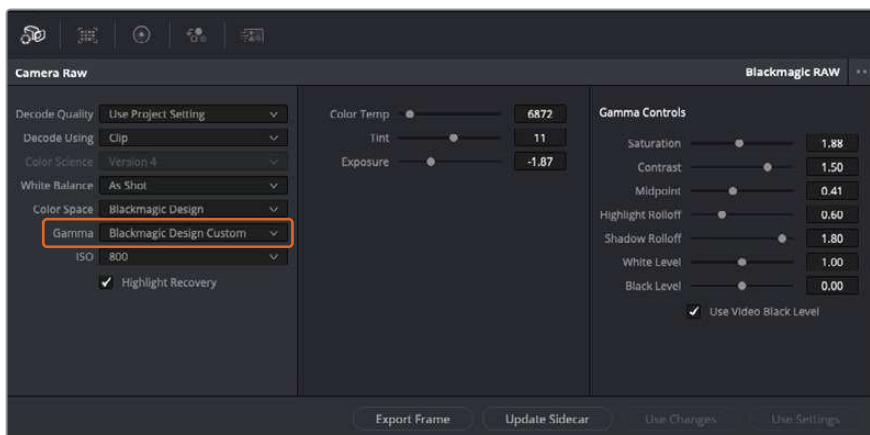 Camera Raw
Blackmagic RAW
Decode Quality Use Project Setting
Decode Using Clip
Color Science Version 4
White Balance As Shot
Color Space Blackmagic Design
Gamma Blackmagic Design Custom
ISO 800
Highlight Recovery
Color Temp 6872
Tint 11
Exposure -1.87
Gamma Controls
Saturation 1.88
Contrast 1.50
Midpoint 0.41
Highlight Rolloff 0.60
Shadow Rolloff 1.80
White Level 1.00
Black Level 0.00
Use Video Black Level
Export Frame
Update Sidecar
Use Changes
Use Settings